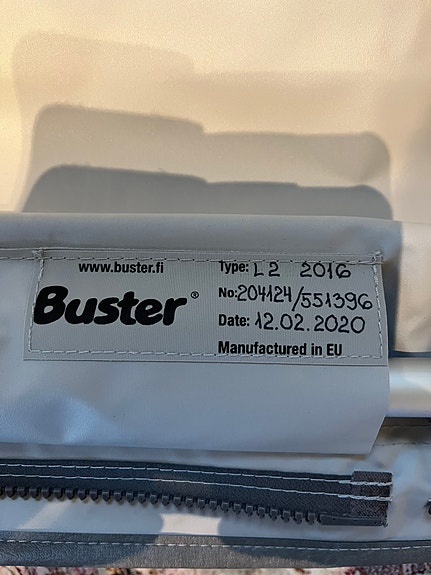 www.buster.fi
Buster®
Type: L2 2016
No: 204124/551396
Date: 12.02.2020
Manufactured in EU